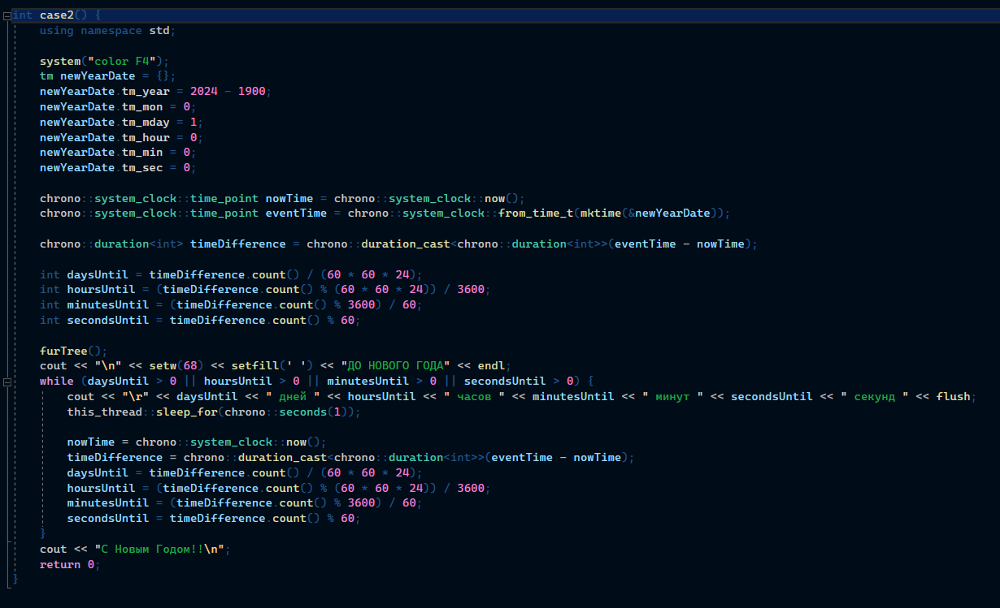 int case2() {
    using namespace std;

    system("color F4");
    tm newYearDate = {};
    newYearDate.tm_year = 2024 - 1900;
    newYearDate.tm_mon = 0;
    newYearDate.tm_mday = 1;
    newYearDate.tm_hour = 0;
    newYearDate.tm_min = 0;
    newYearDate.tm_sec = 0;

    chrono::system_clock::time_point nowTime = chrono::system_clock::now();
    chrono::system_clock::time_point eventTime = chrono::system_clock::from_time_t(mktime(&newYearDate));

    chrono::duration<int> timeDifference = chrono::duration_cast<chrono::duration<int>>(eventTime - nowTime);

    int daysUntil = timeDifference.count() / (60 * 60 * 24);
    int hoursUntil = (timeDifference.count() % (60 * 60 * 24)) / 3600;
    int minutesUntil = (timeDifference.count() % 3600) / 60;
    int secondsUntil = timeDifference.count() % 60;

    furTree();
    cout << "\n" << setw(68) << setfill(' ') << "ДО НОВОГО ГОДА" << endl;
    while (daysUntil > 0 || hoursUntil > 0 || minutesUntil > 0 || secondsUntil > 0) {
        cout << "\r" << daysUntil << " дней " << hoursUntil << " часов " << minutesUntil << " минут " << secondsUntil << " секунд " << flush;
        this_thread::sleep_for(chrono::seconds(1));

        nowTime = chrono::system_clock::now();
        timeDifference = chrono::duration_cast<chrono::duration<int>>(eventTime - nowTime);
        daysUntil = timeDifference.count() / (60 * 60 * 24);
        hoursUntil = (timeDifference.count() % (60 * 60 * 24)) / 3600;
        minutesUntil = (timeDifference.count() % 3600) / 60;
        secondsUntil = timeDifference.count() % 60;
    }
    cout << "С Новым Годом!!\n";
    return 0;
}